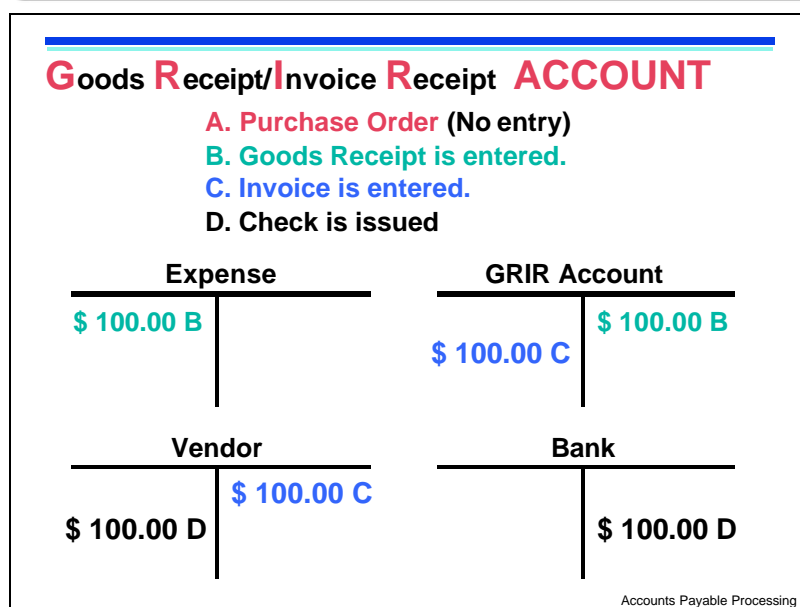 Goods Receipt/Invoice Receipt ACCOUNT
A. Purchase Order (No entry)
B. Goods Receipt is entered.
C. Invoice is entered.
D. Check is issued
Expense
$ 100.00 B
GRIR Account
$ 100.00 B
$ 100.00 C
Vendor
$ 100.00 C
$ 100.00 D
Bank
$ 100.00 D
Accounts Payable Processing